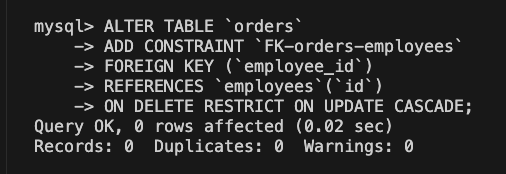 mysql> ALTER TABLE `orders`
    -> ADD CONSTRAINT `FK-orders-employees`
    -> FOREIGN KEY (`employee_id`)
    -> REFERENCES `employees`(`id`)
    -> ON DELETE RESTRICT ON UPDATE CASCADE;
Query OK, 0 rows affected (0.02 sec)
Records: 0  Duplicates: 0  Warnings: 0